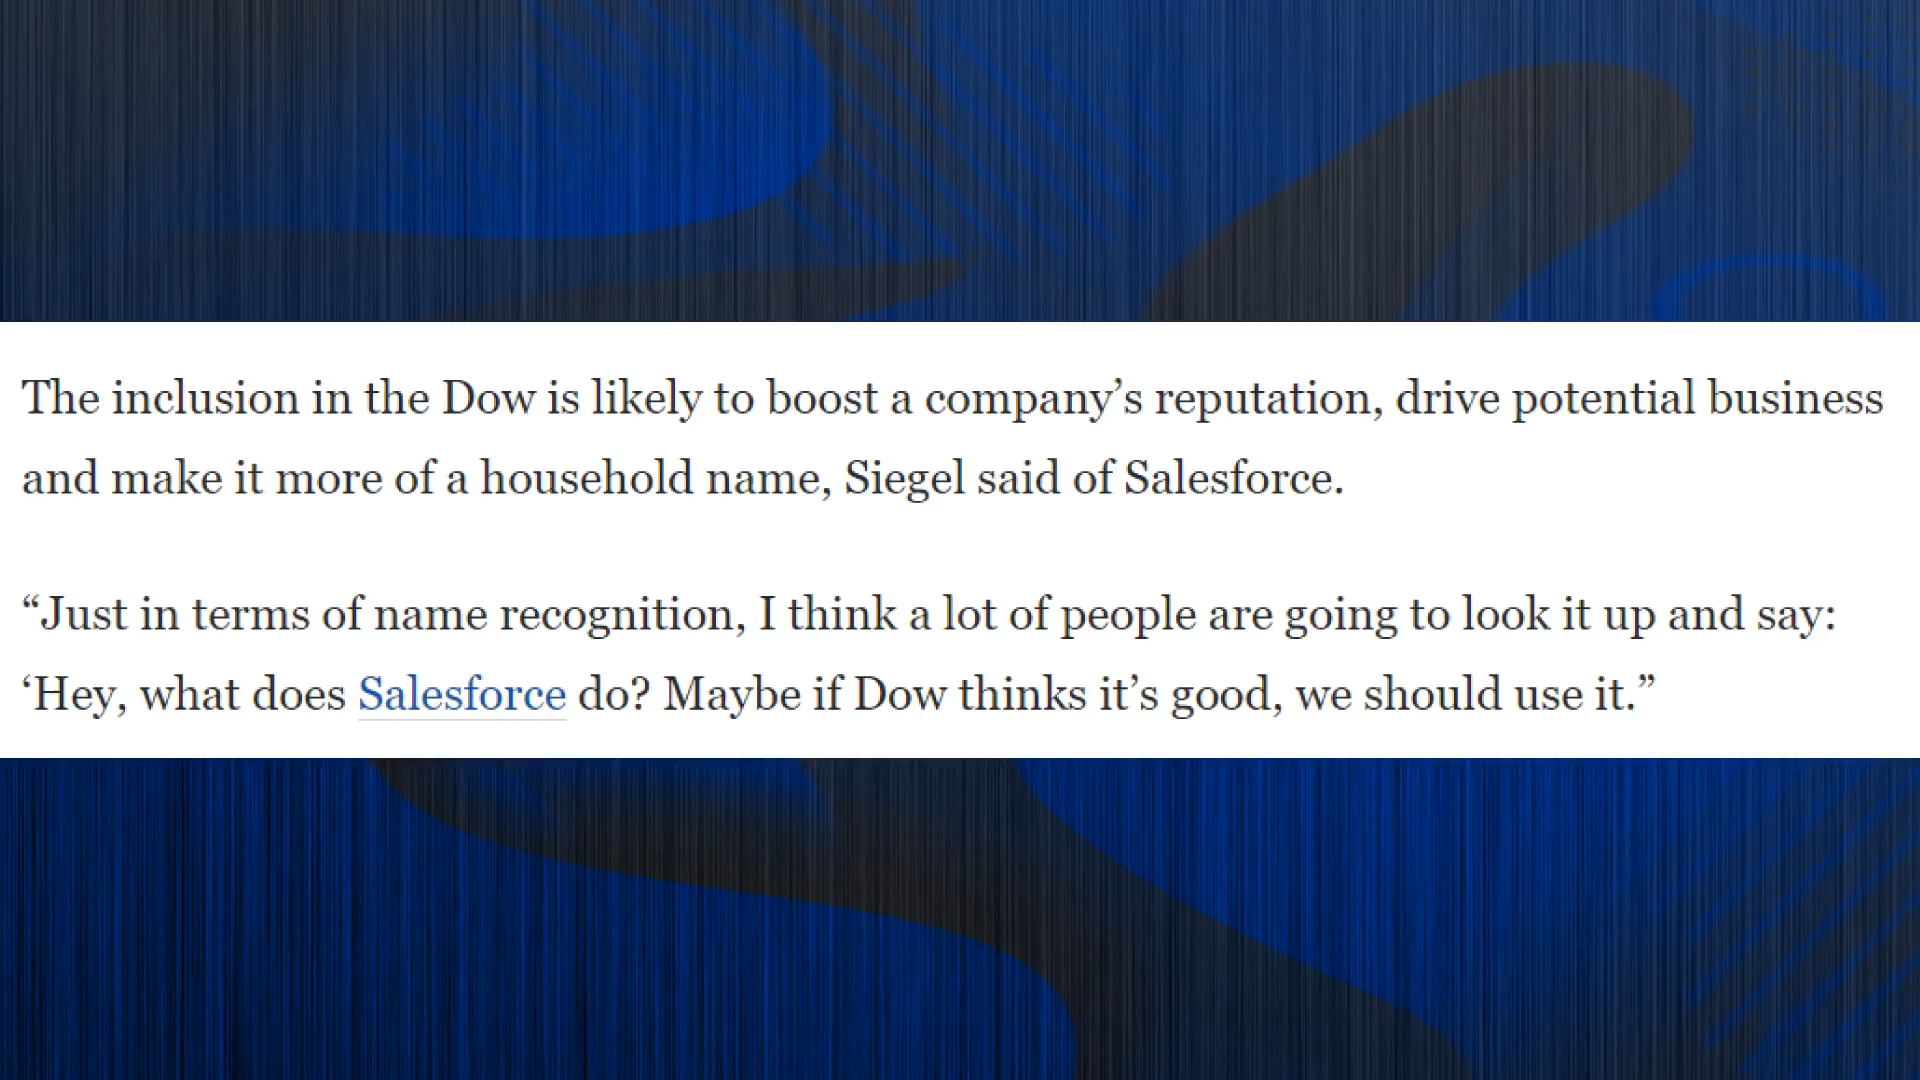 The inclusion in the Dow is likely to boost a company’s reputation, drive potential business
and make it more of a household name, Siegel said of Salesforce.
“Just in terms of name recognition, I think a lot of people are going to look it up and say:
‘Hey, what does Salesforce do? Maybe if Dow thinks it’s good, we should use it.”